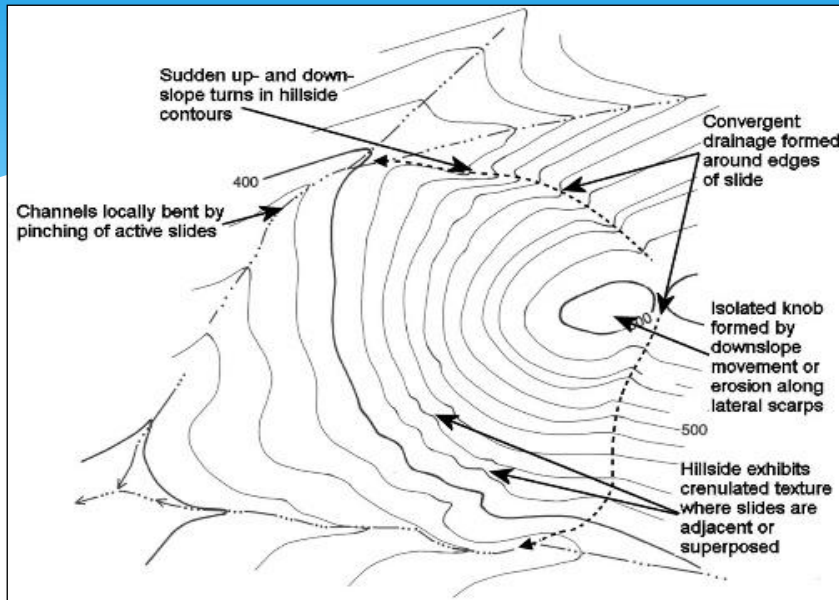 Sudden up- and down-
slope turns in hillside
contours
Convergent
drainage formed
around edges
of slide
400
Channels locally bent by
pinching of active slides
Isolated knob
formed by
downslope
movement or
erosion along
lateral scarps
500
Hillside exhibits
crenulated texture
where slides are
adjacent or
superposed